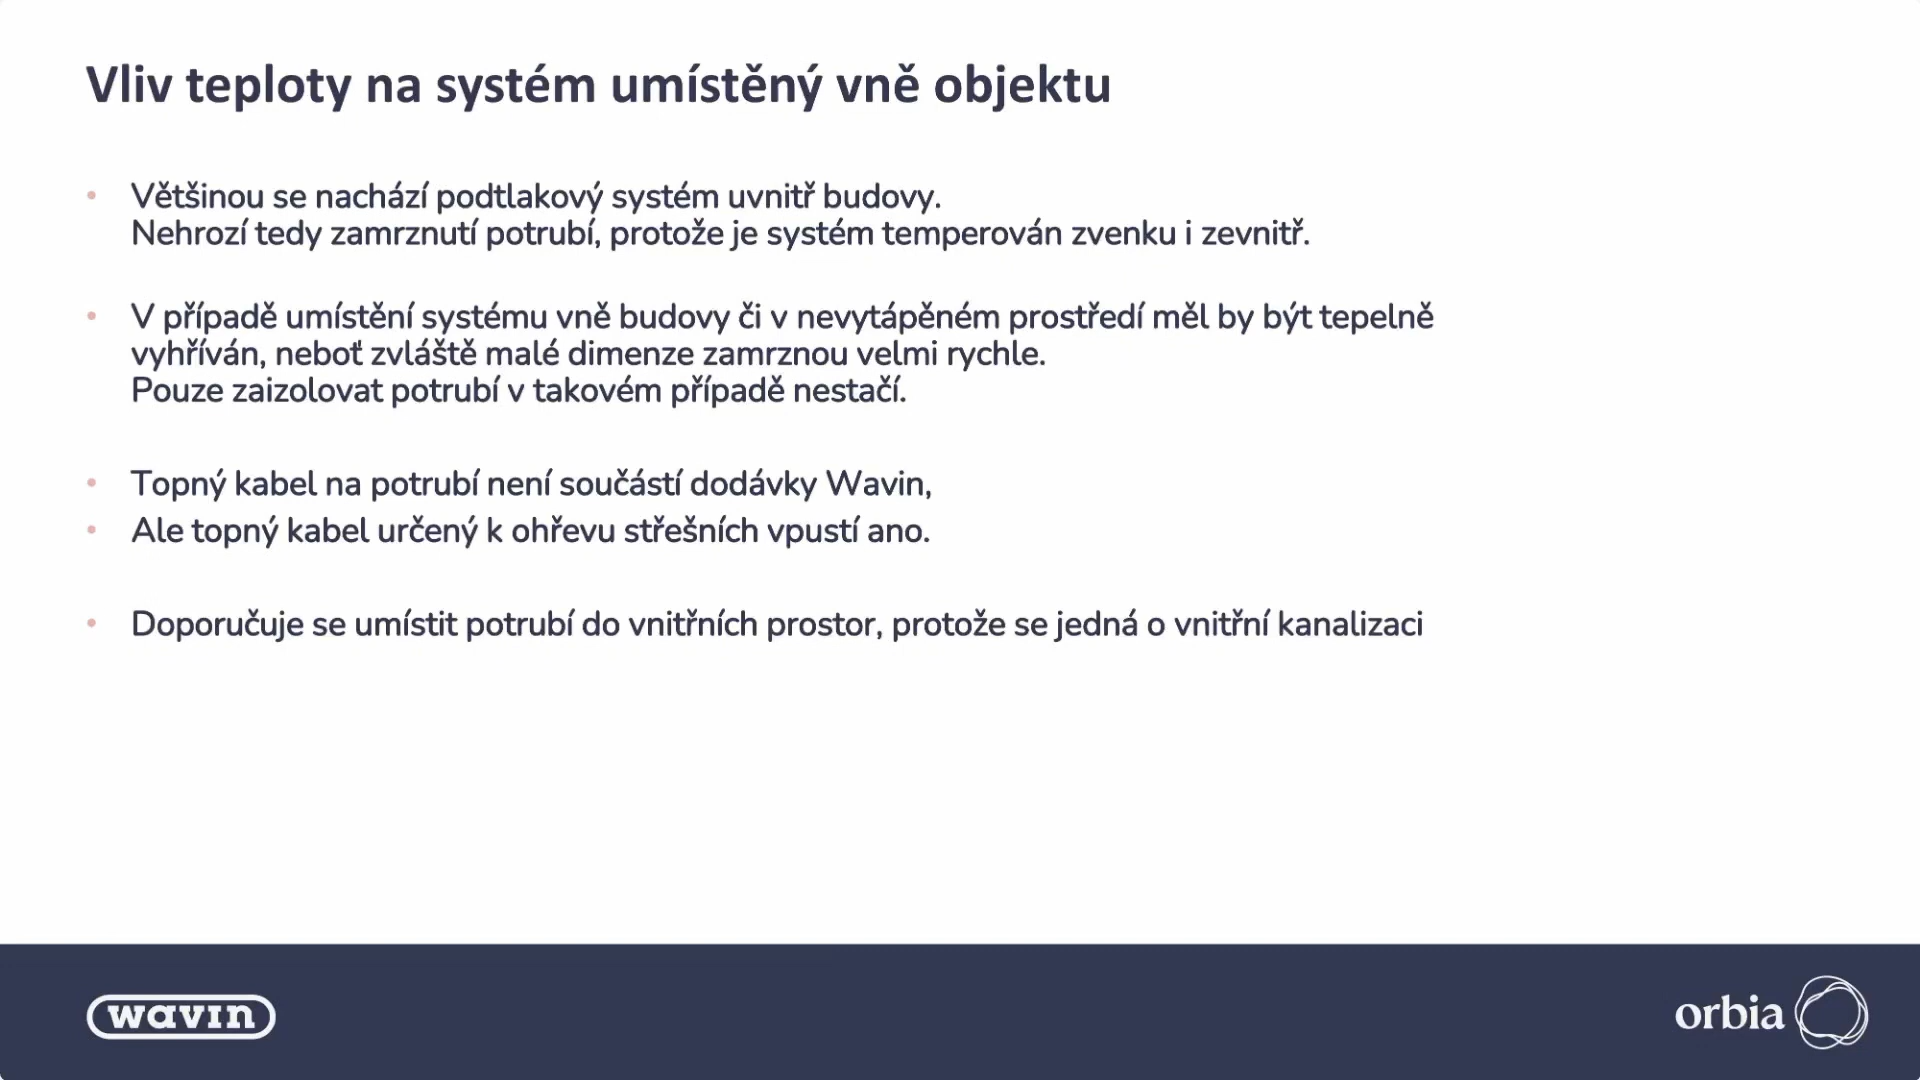 Vliv teploty na systém umístěný vně objektu
• Většinou se nachází podtlakový systém uvnitř budovy.
Nehrozí tedy zamrznutí potrubí, protože je systém temperován zvenku i zevnitř.
• V případě umístění systému vně budovy či v nevytápěném prostředí měl by být tepelně
vyhříván, neboť zvláště malé dimenze zamrznou velmi rychle.
Pouze zaizolovat potrubí v takovém případě nestačí.
• Topný kabel na potrubí není součástí dodávky Wavin,
• Ale topný kabel určený k ohřevu střešních vpustí ano.
• Doporučuje se umístit potrubí do vnitřních prostor, protože se jedná o vnitřní kanalizaci
wavin
orbia